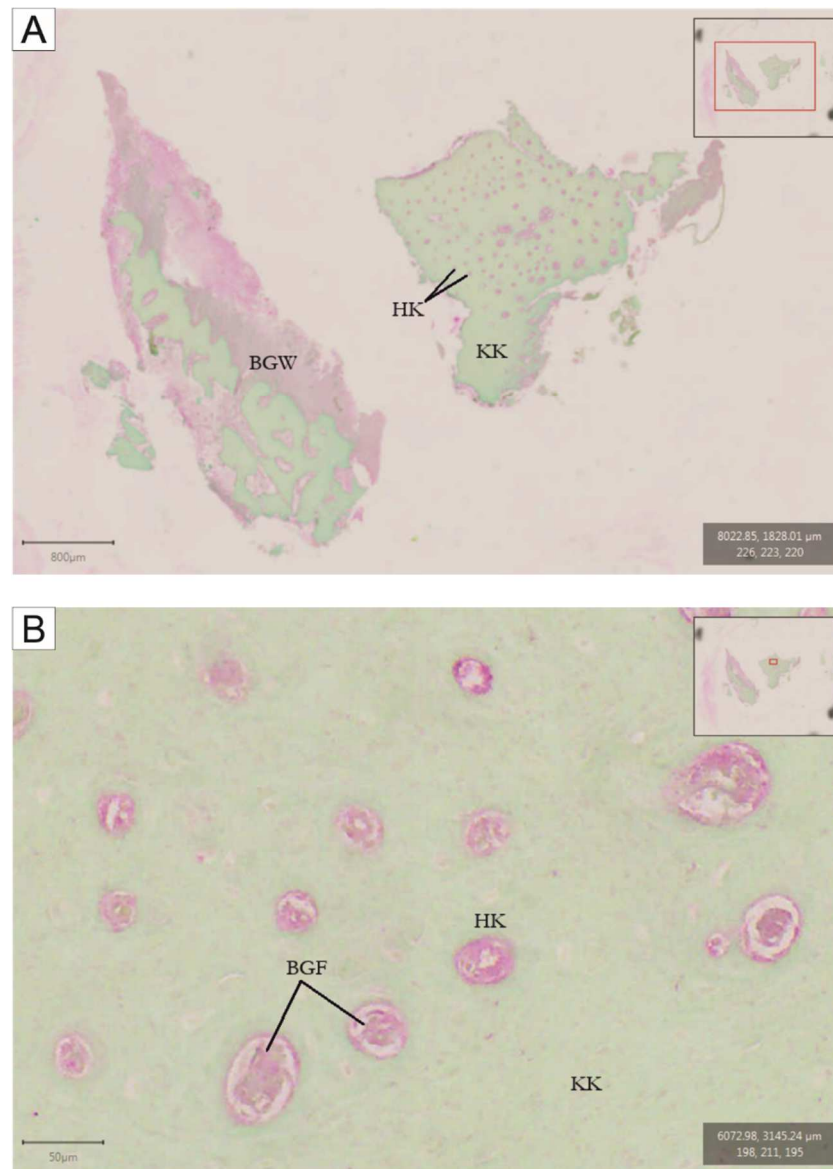 A
HK
KK
BGW
800µm
8022.85, 1828.01 µm
226, 223, 220
B
HK
BGF
KK
50µm
6072.98, 3145.24 µm
198, 211, 195